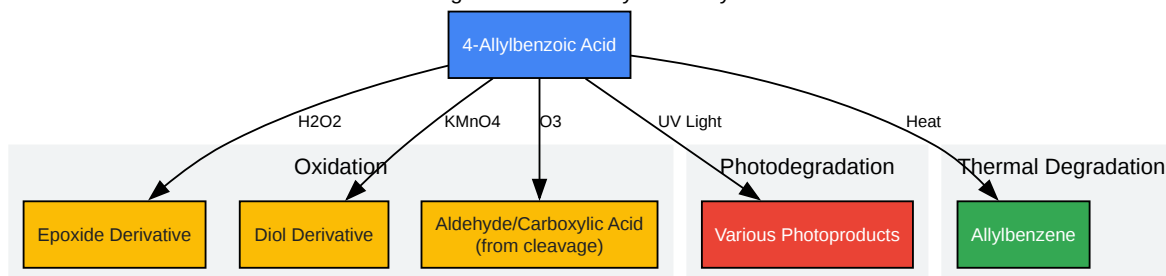 4-Allylbenzoic Acid
H2O2
KMnO4
O3
UV Light
Heat
Oxidation
Photodegradation
Thermal Degradation
Epoxide Derivative
Diol Derivative
Aldehyde/Carboxylic Acid
(from cleavage)
Various Photoproducts
Allylbenzene